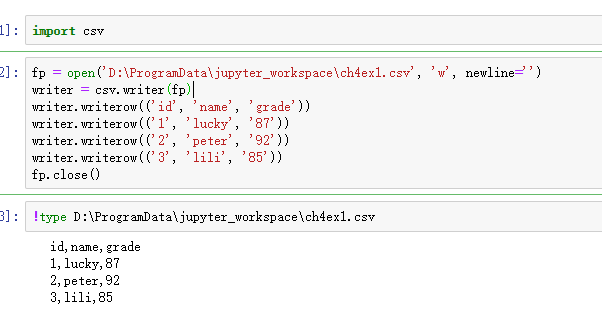 1]: import csv
2]: fp = open('D:\ProgramData\jupyter_workspace\ch4ex1.csv', 'w', newline='')
writer = csv.writer(fp)
writer.writerow(('id', 'name', 'grade'))
writer.writerow(('1', 'lucky', '87'))
writer.writerow(('2', 'peter', '92'))
writer.writerow(('3', 'lili', '85'))
fp.close()
3]: !type D:\ProgramData\jupyter_workspace\ch4ex1.csv
id,name,grade
1,lucky,87
2,peter,92
3,lili,85